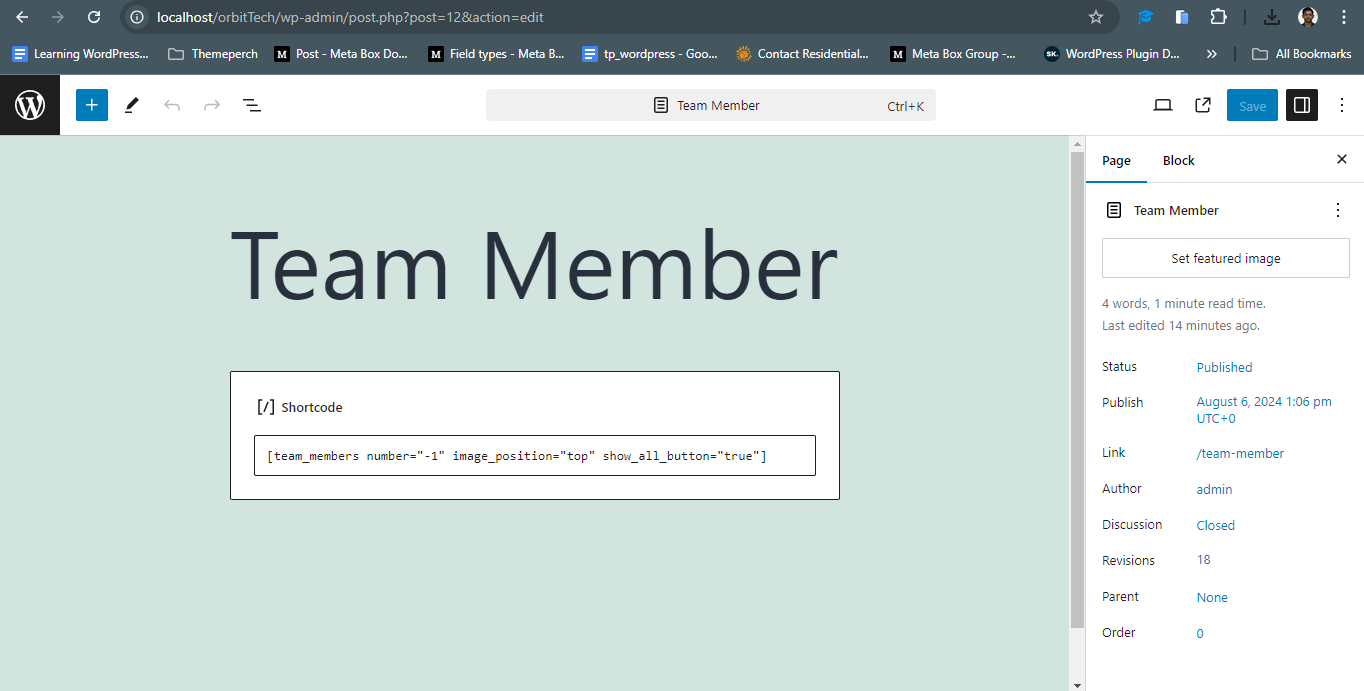 localhost/orbitTech/wp-admin/post.php?post=12&action=edit
Learning WordPress... Themeperch M Post - Meta Box Do... M Field types - Meta B... tp_wordpress - Goo... Contact Residential... M Meta Box Group -... SK. WordPress Plugin D... » All Bookmarks
Team Member Ctrl+K Save
Page Block
Team Member
Set featured image
4 words, 1 minute read time.
Last edited 14 minutes ago.
Status Published
Publish August 6, 2024 1:06 pm
UTC+0
Link /team-member
Author admin
Discussion Closed
Revisions 18
Parent None
Order 0
Team Member
[/] Shortcode
[team_members number="-1" image_position="top" show_all_button="true"]